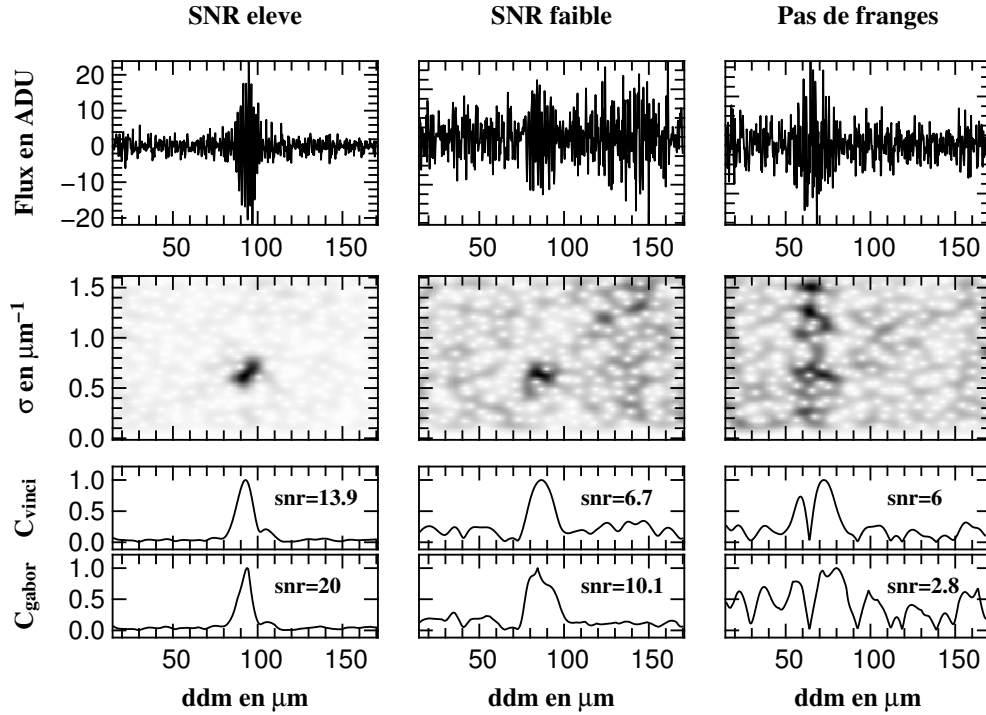 SNR eleve SNR faible Pas de franges
Flux en ADU
20
10
0
−10
−20
50 100 150 50 100 150 50 100 150
σ en μm−1
1.5
1.0
0.5
0.0
Cvinci
1.0
0.5
0.0
snr=13.9 snr=6.7 snr=6
Cgabor
1.0
0.5
0.0
snr=20 snr=10.1 snr=2.8
50 100 150 50 100 150 50 100 150
ddm en μm ddm en μm ddm en μm